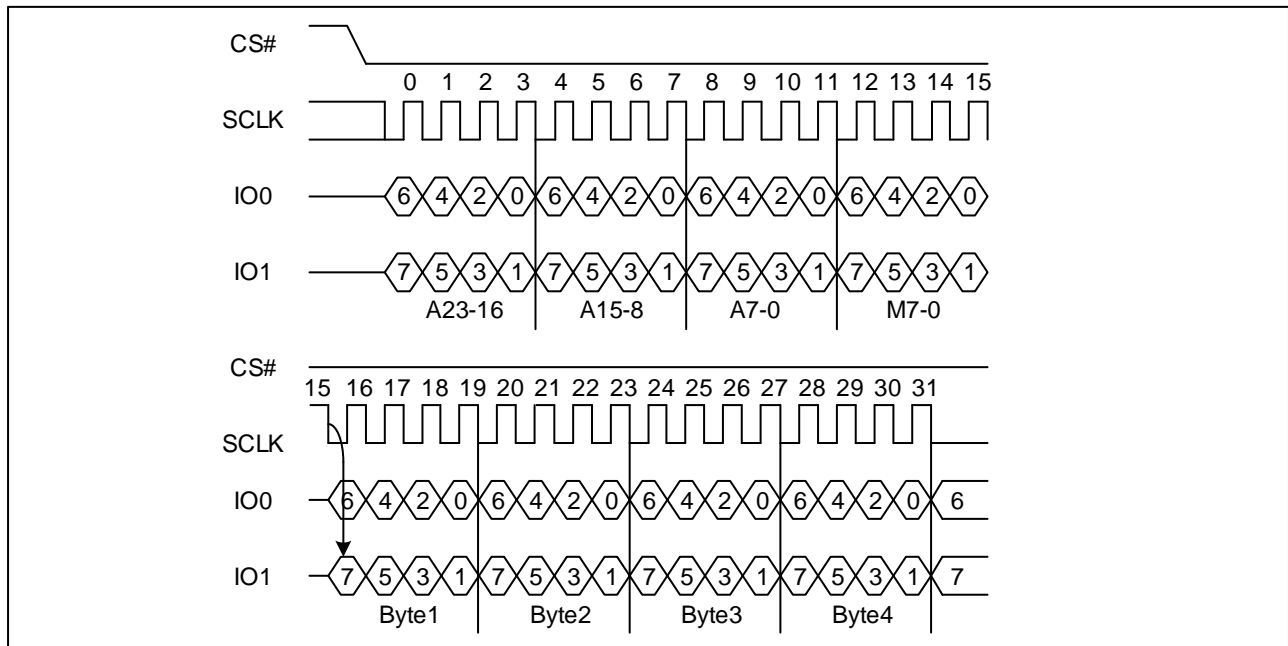 CS#
0 1 2 3 4 5 6 7 8 9 10 11 12 13 14 15
SCLK
IO0 6 4 2 0 6 4 2 0 6 4 2 0 6 4 2 0
IO1 7 5 3 1 7 5 3 1 7 5 3 1 7 5 3 1
A23-16 A15-8 A7-0 M7-0
CS#
15 16 17 18 19 20 21 22 23 24 25 26 27 28 29 30 31
SCLK
IO0 6 4 2 0 6 4 2 0 6 4 2 0 6 4 2 0 6
IO1 7 5 3 1 7 5 3 1 7 5 3 1 7 5 3 1 7
Byte1 Byte2 Byte3 Byte4